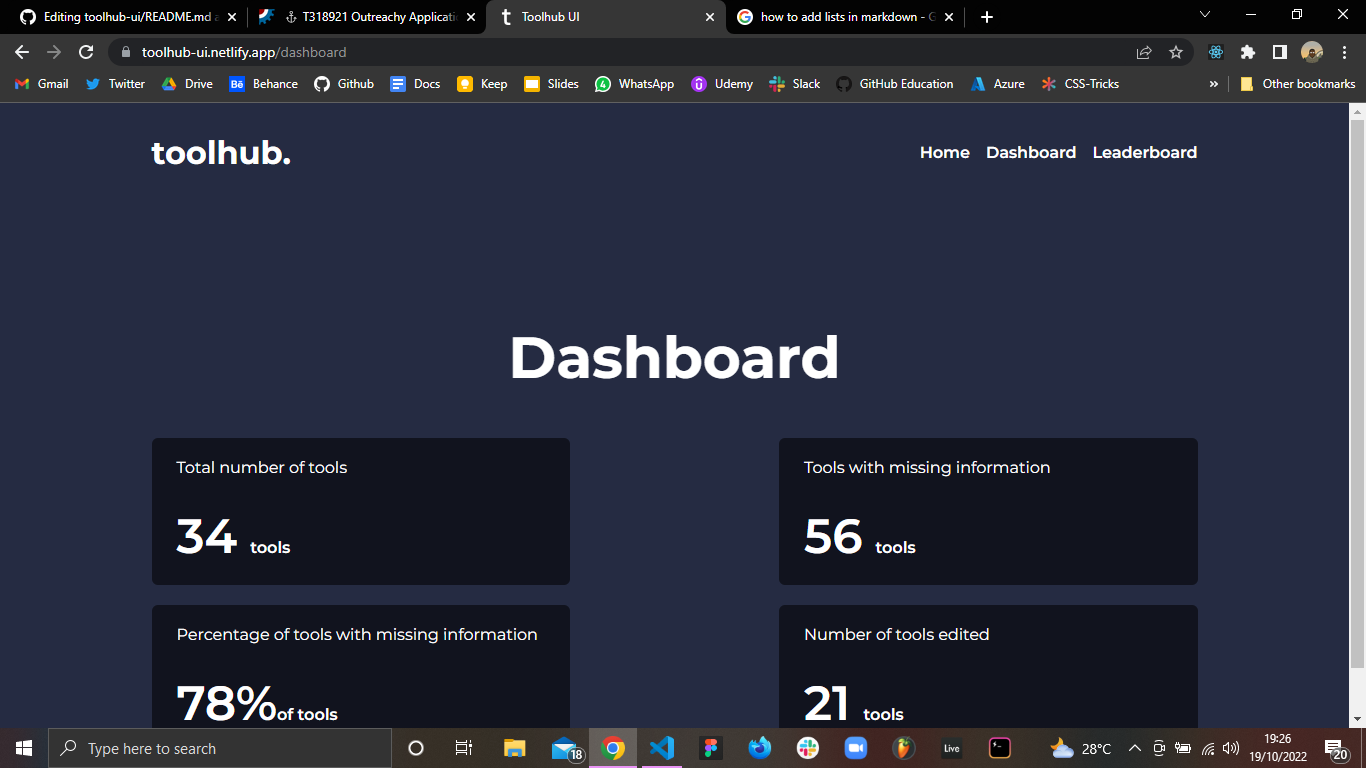 Editing toolhub-ui/README.md a
T318921 Outreachy Applicatio
Toolhub UI
how to add lists in markdown - G
toolhub-ui.netlify.app/dashboard
Gmail
Twitter
Drive
Behance
Github
Docs
Keep
Slides
WhatsApp
Udemy
Slack
GitHub Education
Azure
CSS-Tricks
»
Other bookmarks
toolhub.
Home Dashboard Leaderboard
Dashboard
Total number of tools
34 tools
Tools with missing information
56 tools
Percentage of tools with missing information
78%of tools
Number of tools edited
21 tools
Type here to search
18
Live
28°C
19:26
19/10/2022
20